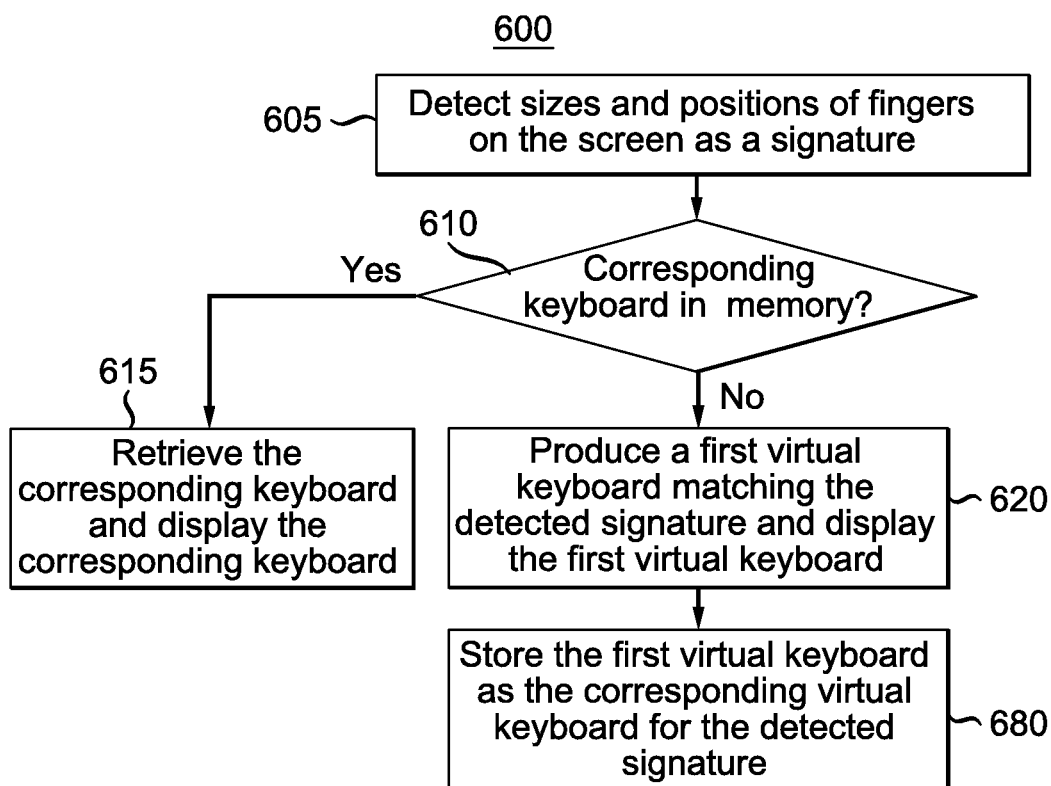 600
605
Detect sizes and positions of fingers
on the screen as a signature
610
Yes
Corresponding
keyboard in memory?
615
No
Retrieve the
corresponding keyboard
and display the
corresponding keyboard
Produce a first virtual
keyboard matching the
detected signature and display
the first virtual keyboard
620
Store the first virtual keyboard
as the corresponding virtual
keyboard for the detected
signature
680